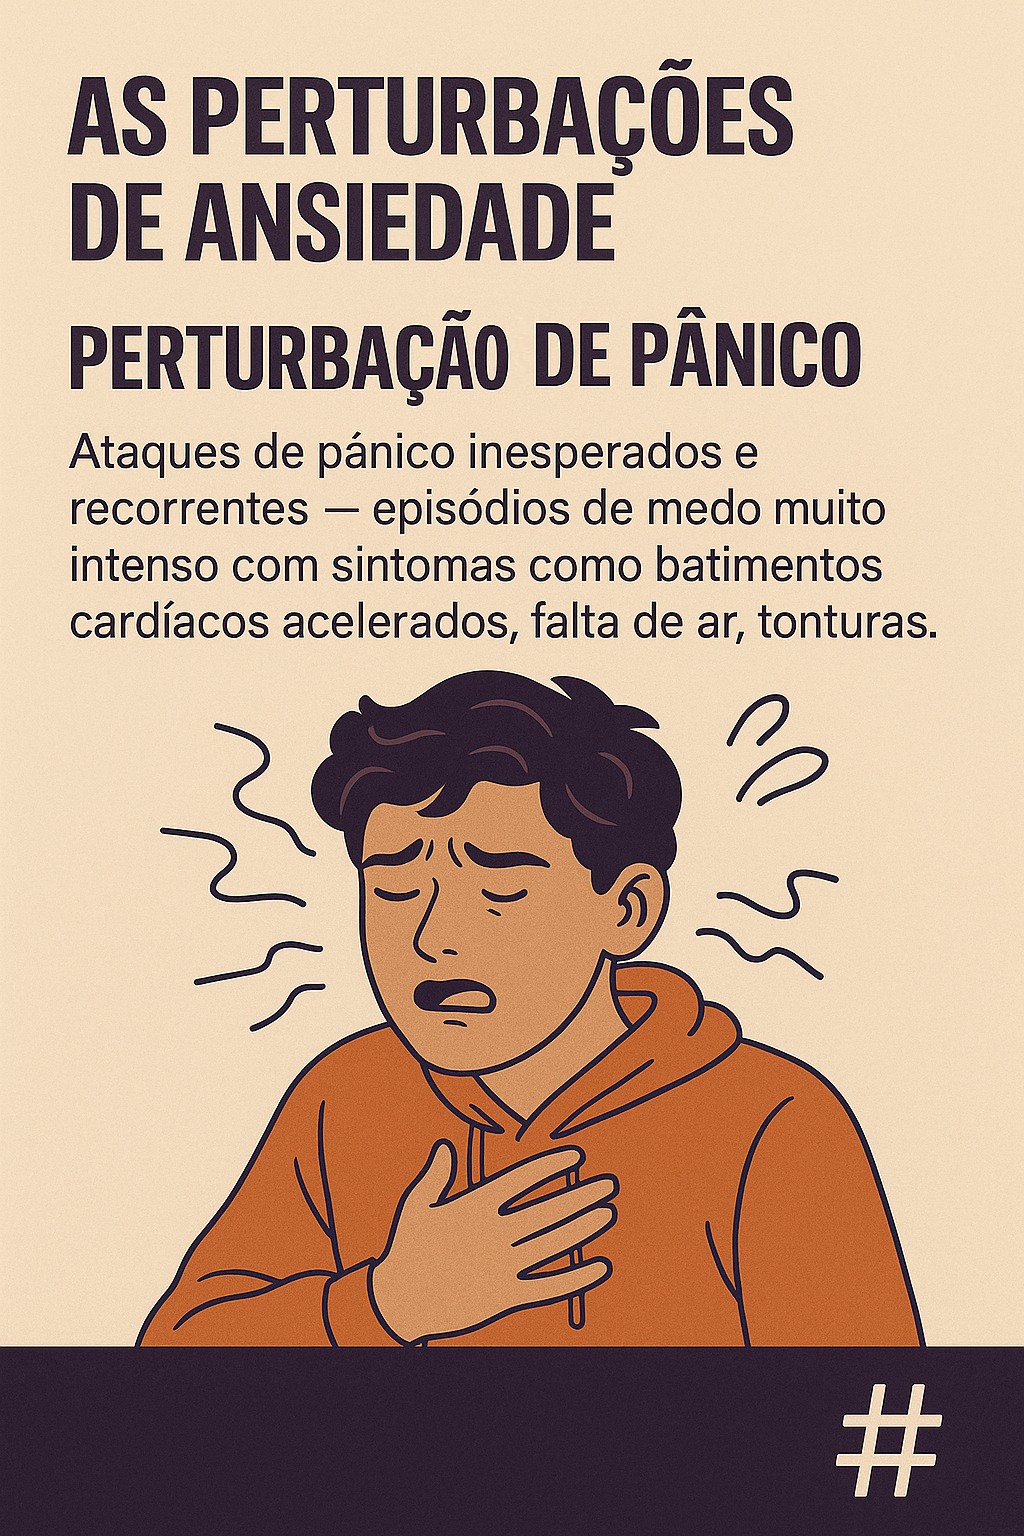 AS PERTURBAÇÕES
DE ANSIEDADE
PERTURBAÇÃO DE PÂNICO
Ataques de pánico inesperados e
recorrentes — episódios de medo muito
intenso com sintomas como batimentos
cardíacos acelerados, falta de ar, tonturas.
#